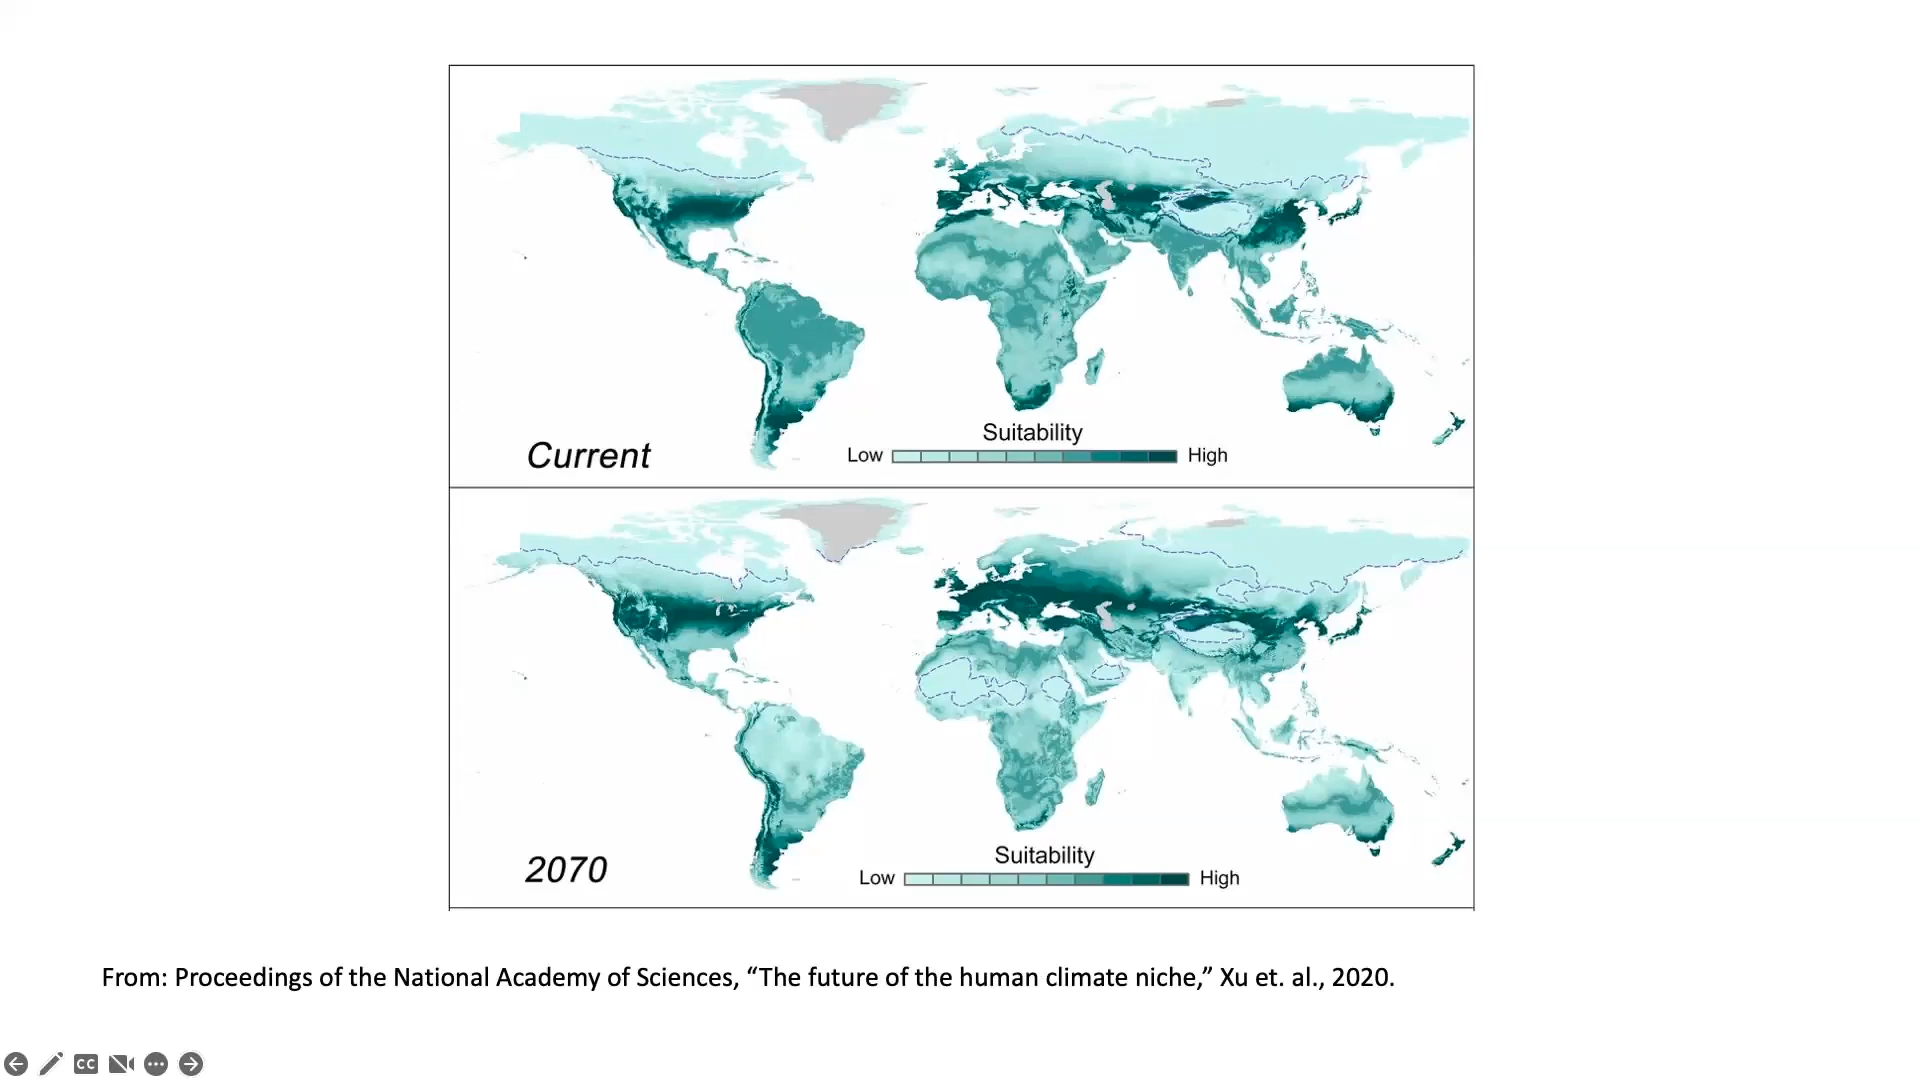 Suitability
Current
Low
High
Suitability
2070
Low
High
From: Proceedings of the National Academy of Sciences, “The future of the human climate niche,” Xu et. al., 2020.
CC